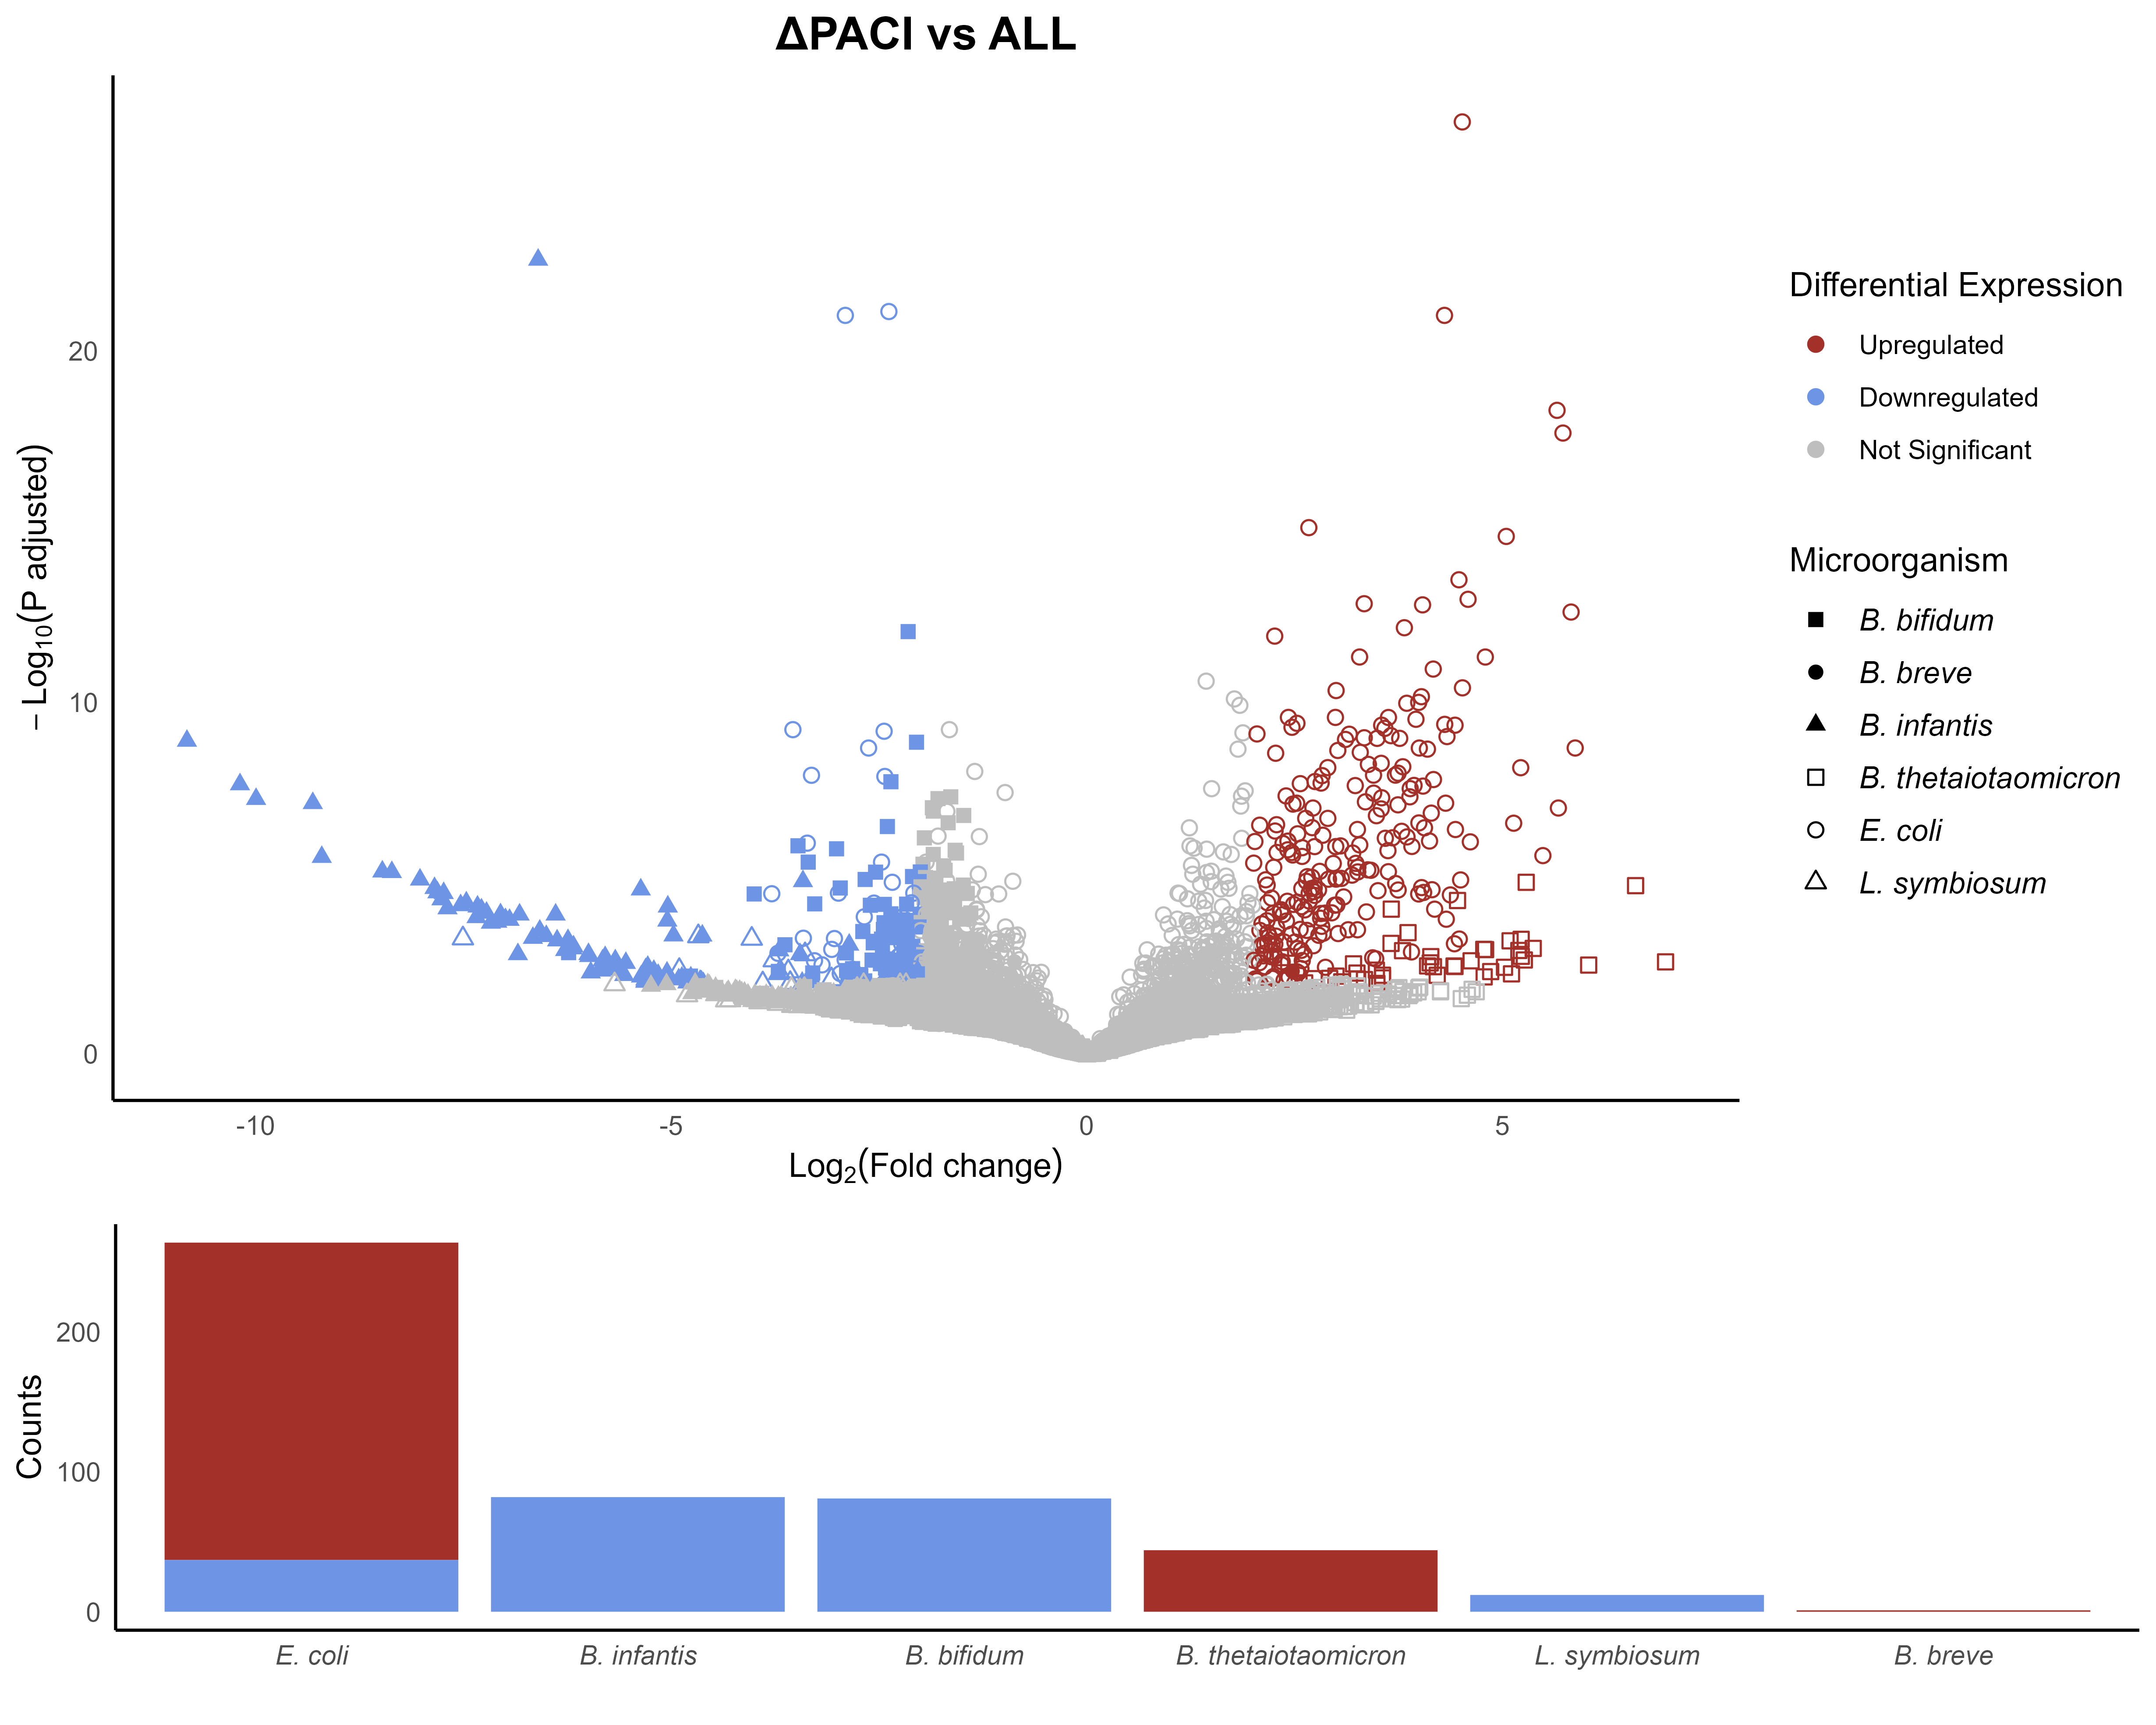 ΔPACI vs ALL
− Log10(P adjusted)
20
10
0
-10
-5
0
5
Log2(Fold change)
Differential Expression
Upregulated
Downregulated
Not Significant
Microorganism
B. bifidum
B. breve
B. infantis
B. thetaiotaomicron
E. coli
L. symbiosum
Counts
200
100
0
E. coli
B. infantis
B. bifidum
B. thetaiotaomicron
L. symbiosum
B. breve